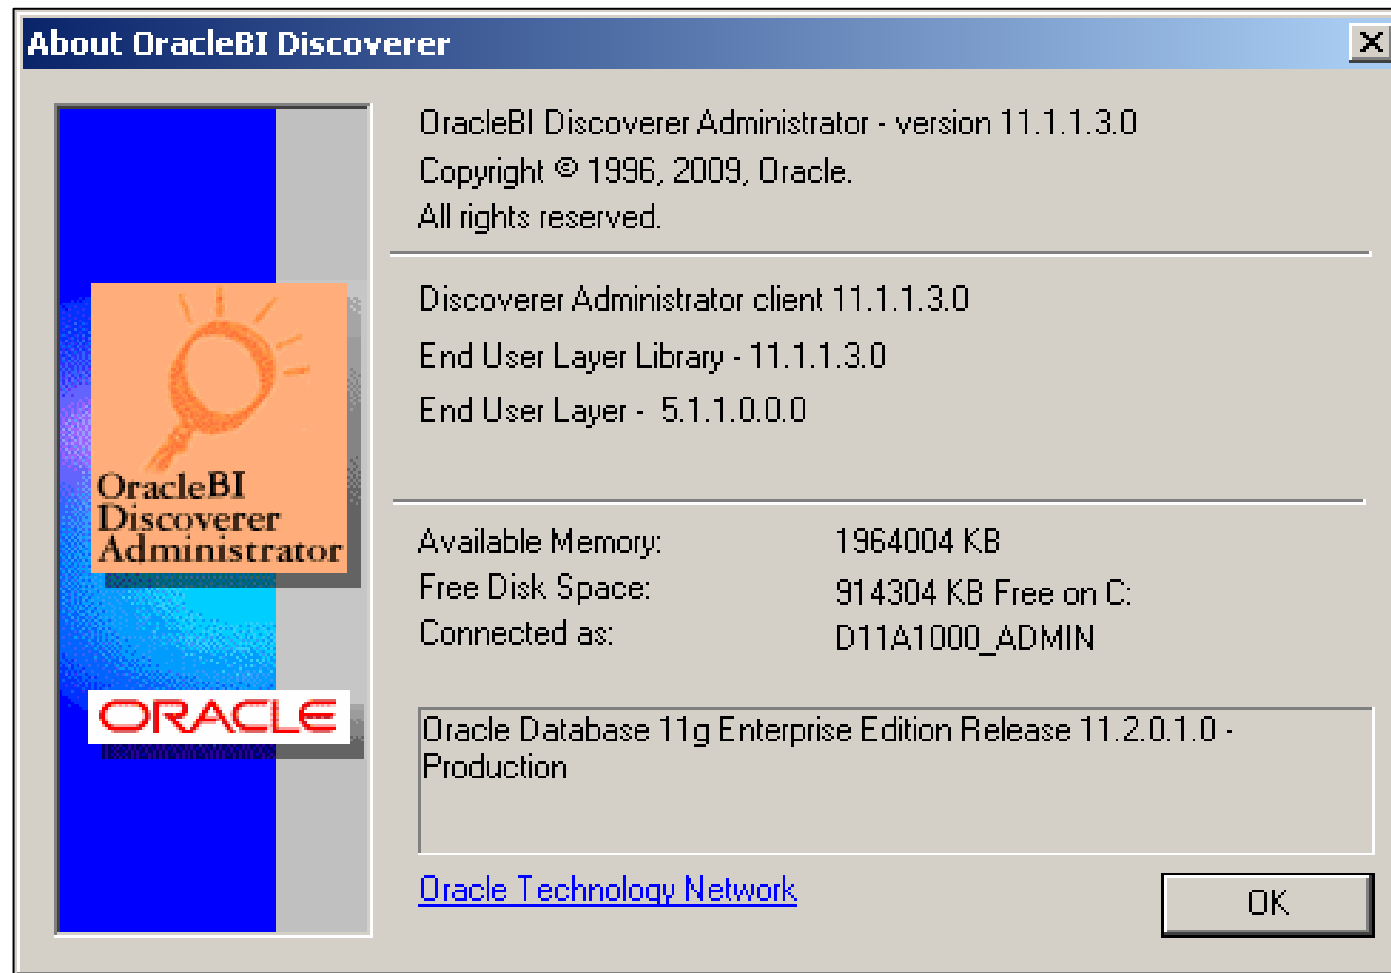 About OracleBI Discoverer
OracleBI Discoverer Administrator - version 11.1.1.3.0
Copyright © 1996, 2009, Oracle.
All rights reserved.
Discoverer Administrator client 11.1.1.3.0
End User Layer Library - 11.1.1.3.0
End User Layer -  5.1.1.0.0.0
OracleBI
Discoverer
Administrator
Available Memory: 1964004 KB
Free Disk Space: 914304 KB Free on C:
Connected as: D11A1000_ADMIN
ORACLE
Oracle Database 11g Enterprise Edition Release 11.2.0.1.0 -
Production
Oracle Technology Network
OK